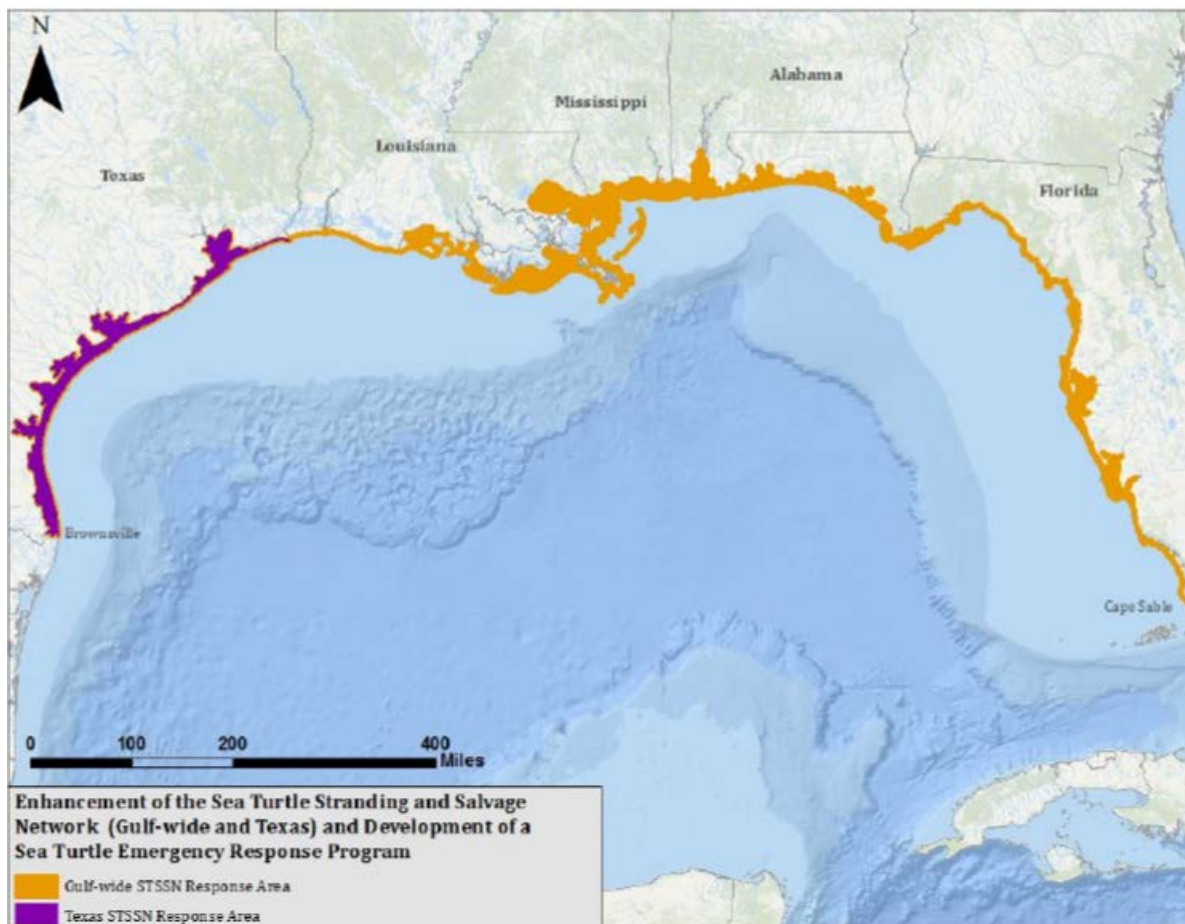 N
Alabama
Mississippi
Louisiana
Texas
Florida
Brownsville
Cape Sable
0 100 200 400
Miles
Enhancement of the Sea Turtle Stranding and Salvage
Network (Gulf-wide and Texas) and Development of a
Sea Turtle Emergency Response Program
Gulf-wide STSSN Response Area
Texas STSSN Response Area